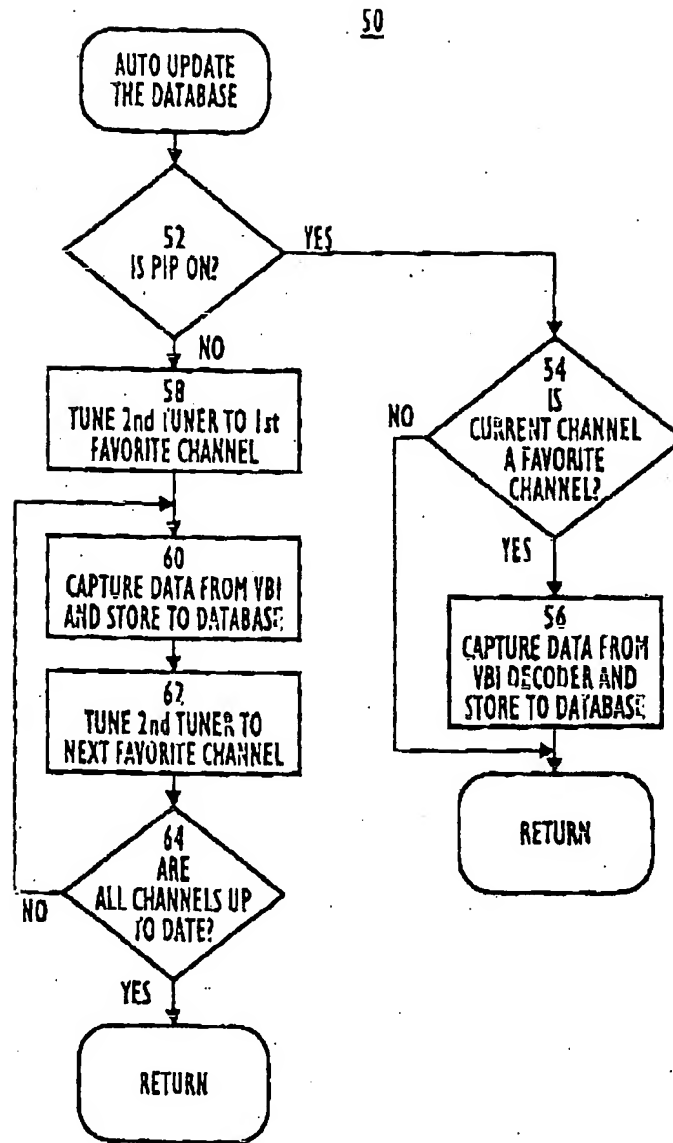 50
AUTO UPDATE
THE DATABASE
52
IS PIP ON?
YES
NO
58
TUNE 2nd TUNER TO 1st
FAVORITE CHANNEL
54
IS
CURRENT CHANNEL
A FAVORITE
CHANNEL?
NO
YES
60
CAPTURE DATA FROM VBI
AND STORE TO DATABASE
56
CAPTURE DATA FROM
VBI DECODER AND
STORE TO DATABASE
62
TUNE 2nd TUNER TO
NEXT FAVORITE CHANNEL
64
ARE
ALL CHANNELS UP
TO DATE?
NO
YES
RETURN
RETURN